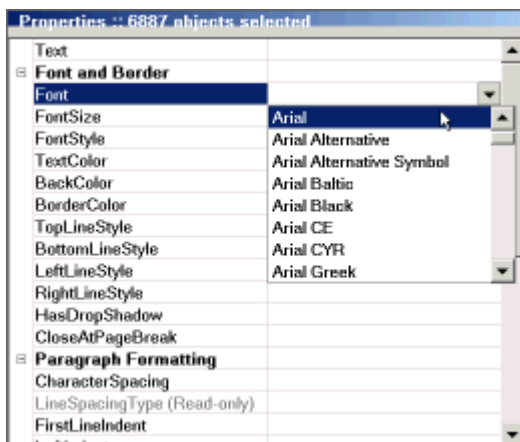 Properties :: 6887 objects selected
Text
Font and Border
Font
FontSize
Arial
FontStyle
Arial Alternative
TextColor
Arial Alternative Symbol
BackColor
Arial Baltic
BorderColor
Arial Black
TopLineStyle
Arial CE
BottomLineStyle
Arial CYR
LeftLineStyle
Arial Greek
RightLineStyle
HasDropShadow
CloseAtPageBreak
Paragraph Formatting
CharacterSpacing
LineSpacingType (Read-only)
FirstLineIndent